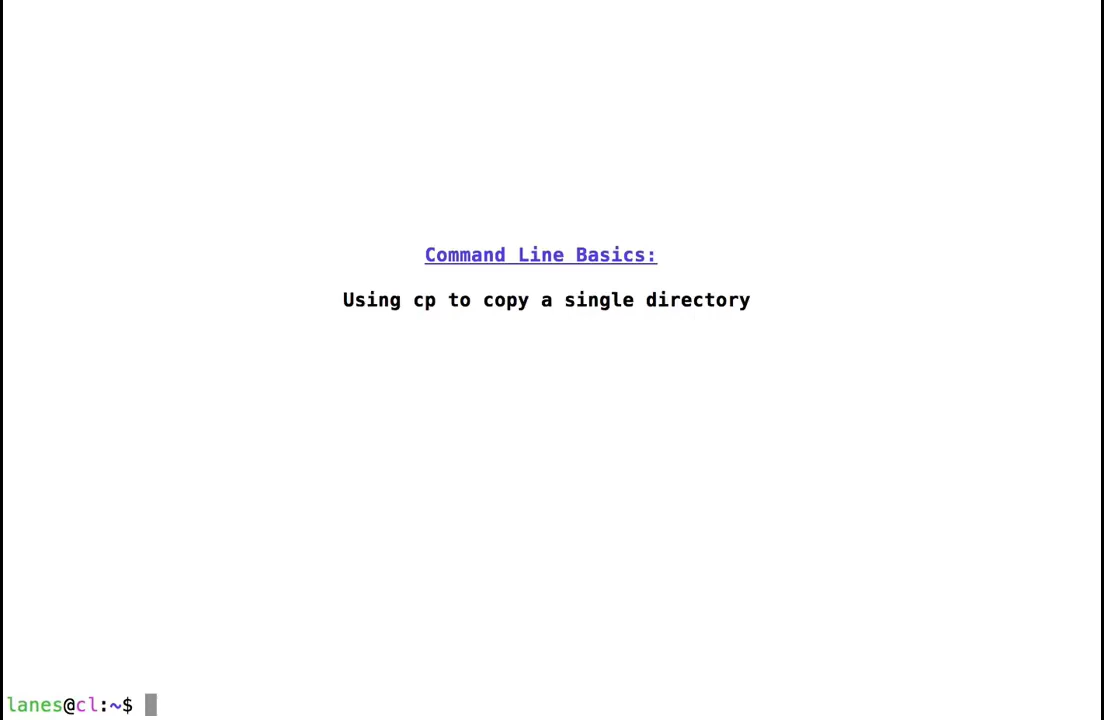 Command Line Basics:
Using cp to copy a single directory
lanes@cl:~$